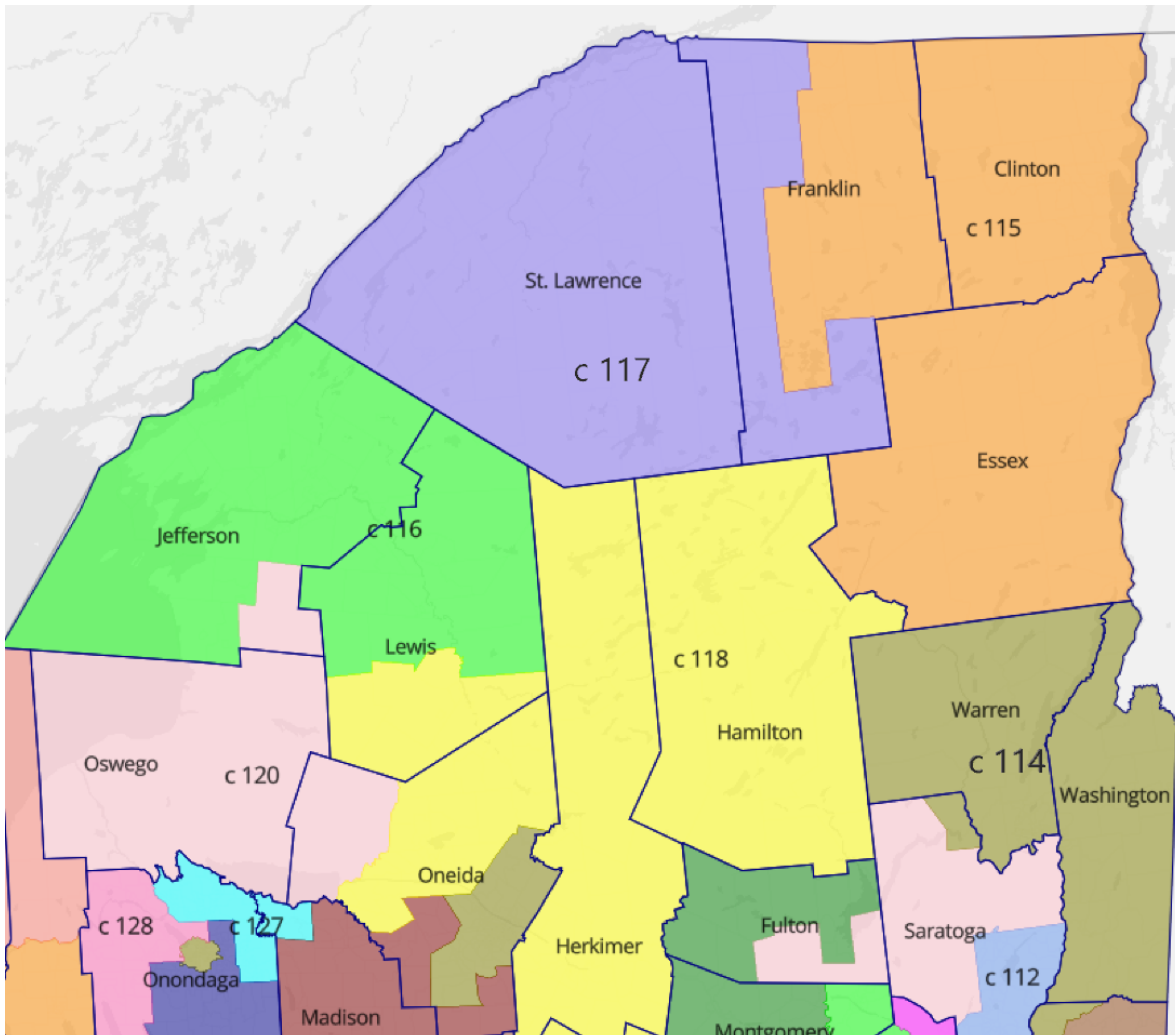 Clinton
Franklin
c 115
St. Lawrence
c 117
Essex
Jefferson
c 116
Lewis
c 118
Warren
Hamilton
c 114
Oswego
c 120
Washington
Oneida
c 128
c 127
Fulton
Saratoga
Herkimer
Onondaga
c 112
Madison
Montgomery